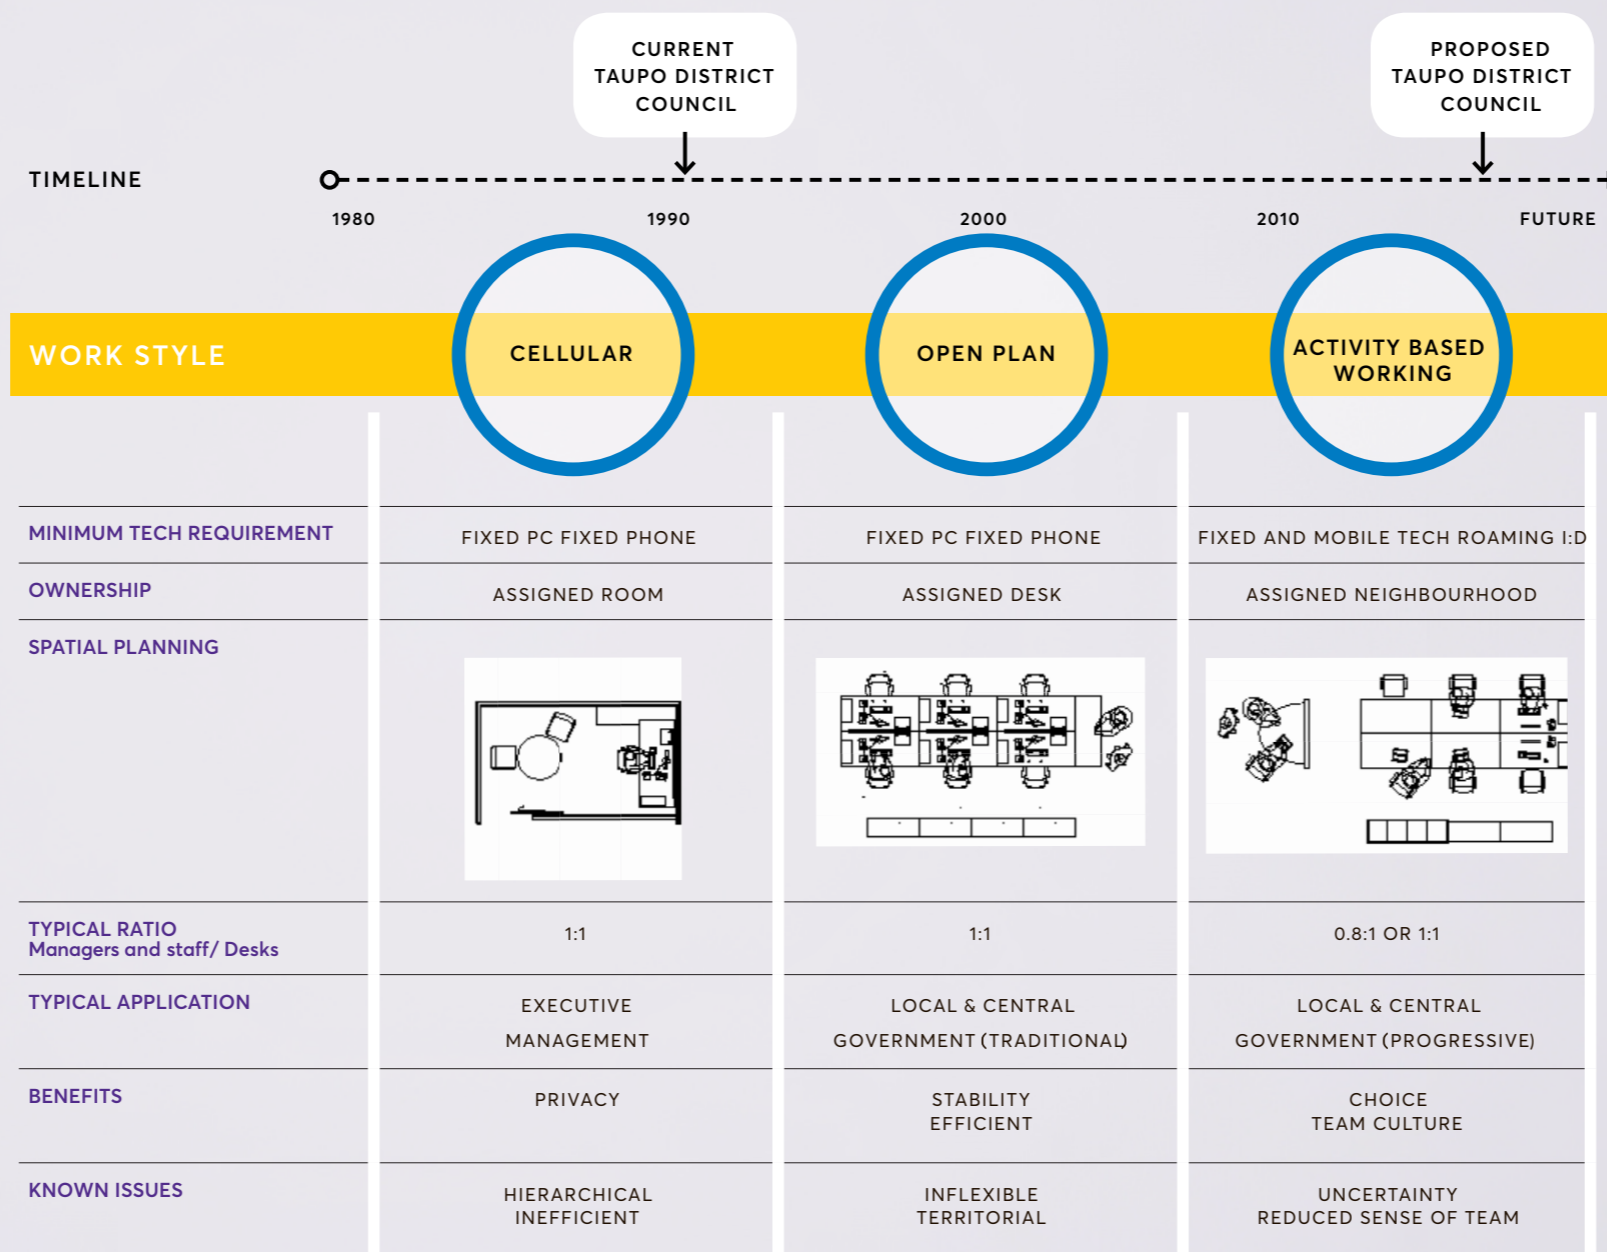 CURRENT
TAUPO DISTRICT
COUNCIL
PROPOSED
TAUPO DISTRICT
COUNCIL
TIMELINE
1980 1990 2000 2010 FUTURE
WORK STYLE
CELLULAR
OPEN PLAN
ACTIVITY BASED
WORKING
MINIMUM TECH REQUIREMENT
FIXED PC FIXED PHONE
FIXED PC FIXED PHONE
FIXED AND MOBILE TECH ROAMING I:D
OWNERSHIP
ASSIGNED ROOM
ASSIGNED DESK
ASSIGNED NEIGHBOURHOOD
SPATIAL PLANNING
TYPICAL RATIO
Managers and staff/ Desks
1:1
1:1
0.8:1 OR 1:1
TYPICAL APPLICATION
EXECUTIVE
MANAGEMENT
LOCAL & CENTRAL
GOVERNMENT (TRADITIONAL)
LOCAL & CENTRAL
GOVERNMENT (PROGRESSIVE)
BENEFITS
PRIVACY
STABILITY
EFFICIENT
CHOICE
TEAM CULTURE
KNOWN ISSUES
HIERARCHICAL
INEFFICIENT
INFLEXIBLE
TERRITORIAL
UNCERTAINTY
REDUCED SENSE OF TEAM